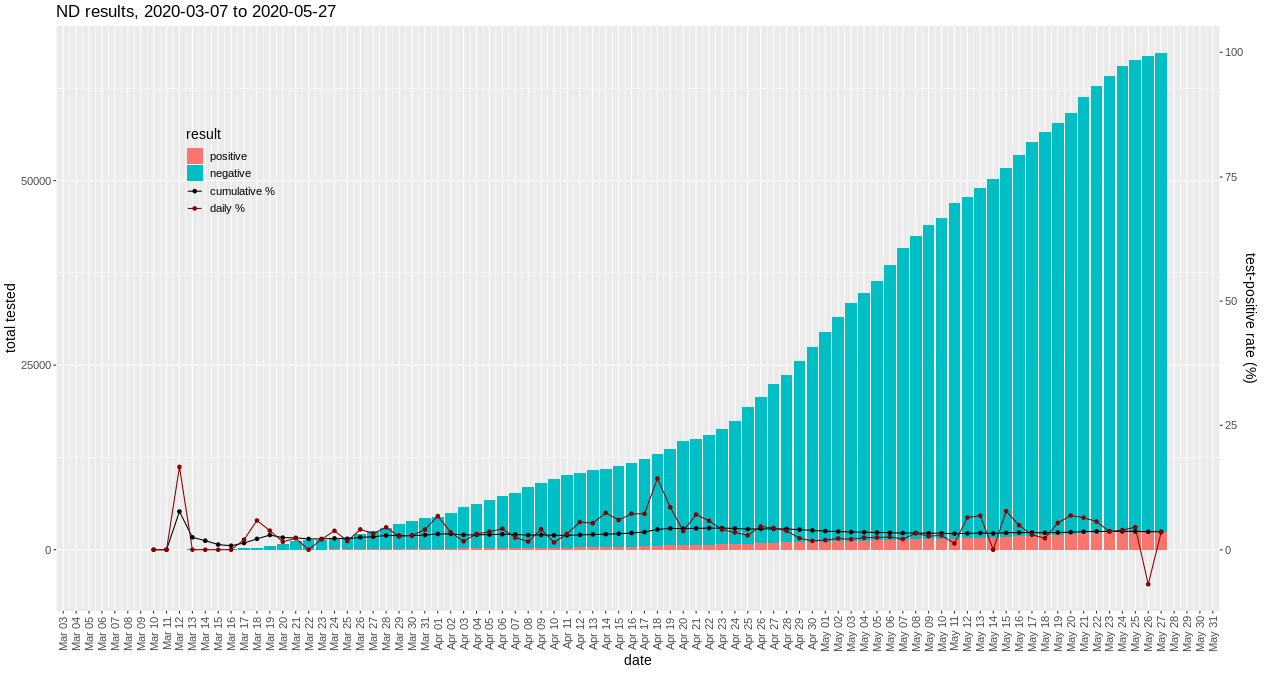 ND results, 2020-03-07 to 2020-05-27
result
positive
negative
cumulative %
daily %
total tested
50000
25000
0
100
75
50
25
0
test-positive rate (%)
Mar 03
Mar 04
Mar 05
Mar 06
Mar 07
Mar 08
Mar 09
Mar 10
Mar 11
Mar 12
Mar 13
Mar 14
Mar 15
Mar 16
Mar 17
Mar 18
Mar 19
Mar 20
Mar 21
Mar 22
Mar 23
Mar 24
Mar 25
Mar 26
Mar 27
Mar 28
Mar 29
Mar 30
Mar 31
Apr 01
Apr 02
Apr 03
Apr 04
Apr 05
Apr 06
Apr 07
Apr 08
Apr 09
Apr 10
Apr 11
Apr 12
Apr 13
Apr 14
Apr 15
Apr 16
Apr 17
Apr 18
Apr 19
Apr 20
Apr 21
Apr 22
Apr 23
Apr 24
Apr 25
Apr 26
Apr 27
Apr 28
Apr 29
Apr 30
May 01
May 02
May 03
May 04
May 05
May 06
May 07
May 08
May 09
May 10
May 11
May 12
May 13
May 14
May 15
May 16
May 17
May 18
May 19
May 20
May 21
May 22
May 23
May 24
May 25
May 26
May 27
May 28
May 29
May 30
May 31
date